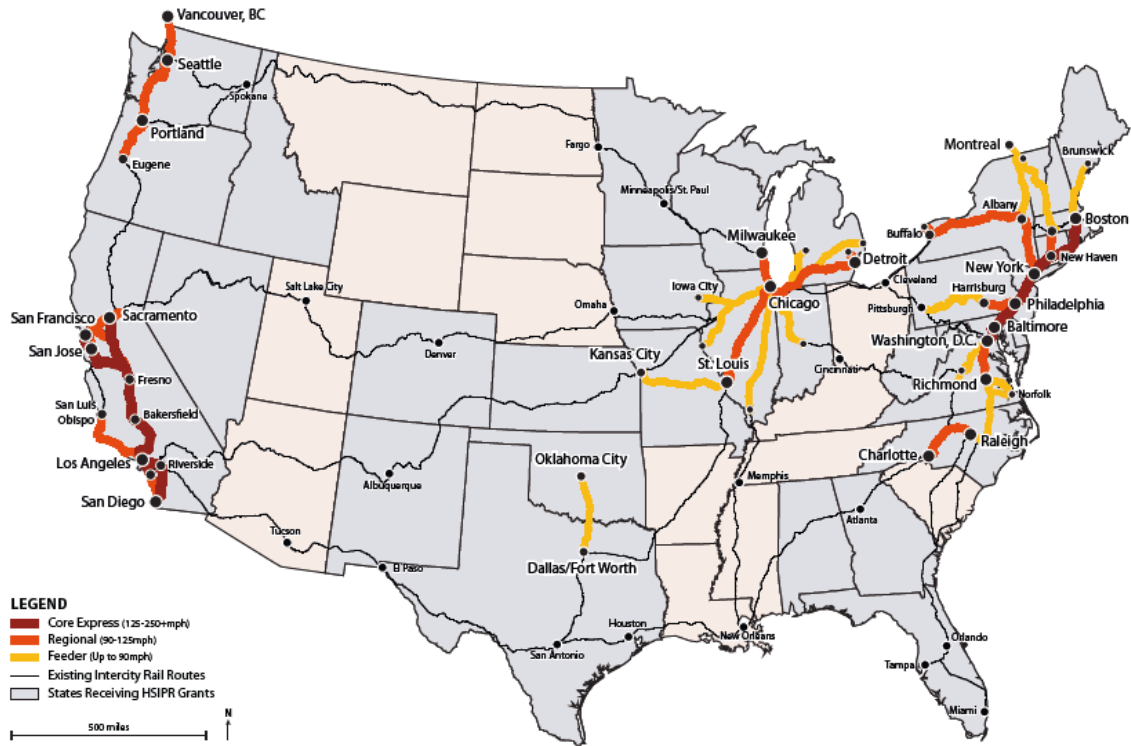 Vancouver, BC
Seattle
Spokane
Portland
Eugene
Fargo
Minneapolis/St. Paul
Montreal
Brunswick
Albany
Boston
Buffalo
New Haven
Milwaukee
Detroit
New York
Cleveland
Harrisburg
Iowa City
Chicago
Pittsburgh
Philadelphia
Salt Lake City
Omaha
San Francisco
Sacramento
Baltimore
Washington, D.C.
San Jose
Denver
Kansas City
St. Louis
Cincinnati
Fresno
Richmond
Norfolk
San Luis
Obispo
Bakersfield
Raleigh
Los Angeles
Riverside
Oklahoma City
Charlotte
Memphis
Albuquerque
San Diego
Atlanta
Tucson
El Paso
Dallas/Fort Worth
Houston
New Orleans
San Antonio
Orlando
Tampa
Miami
LEGEND
Core Express (125-250+mph)
Regional (90-125mph)
Feeder (Up to 90mph)
Existing Intercity Rail Routes
States Receiving HSIPR Grants
500 miles
N